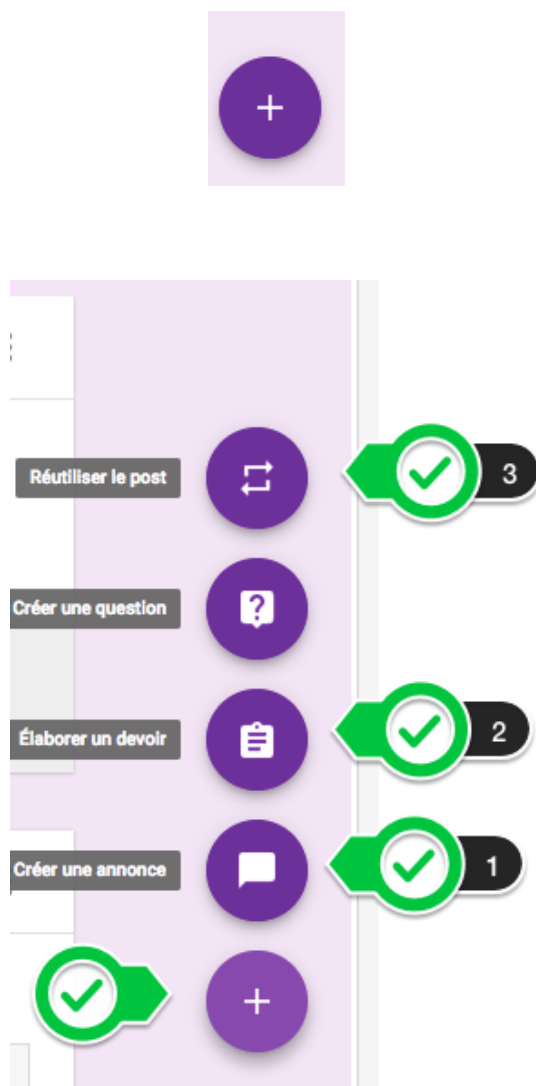 Réutiliser le post
3
Créer une question
Élaborer un devoir
2
Créer une annonce
1